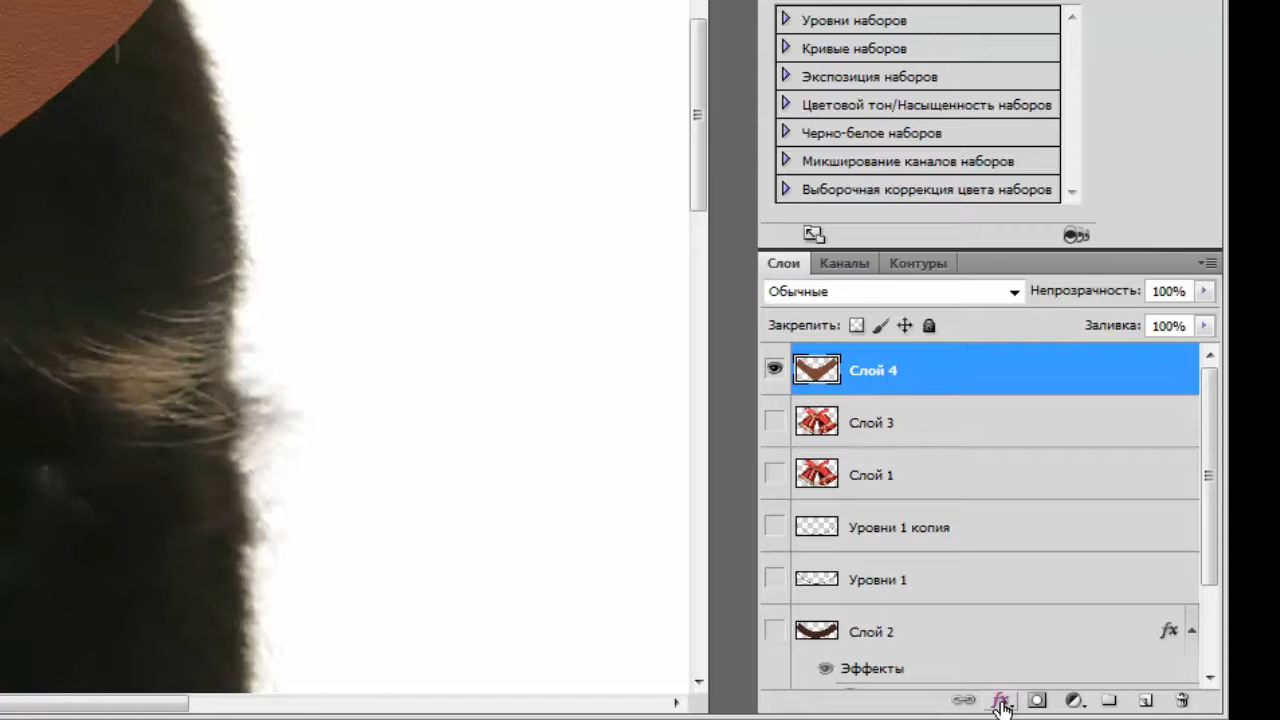 Уровни наборов
Кривые наборов
Экспозиция наборов
Цветовой тон/Насыщенность наборов
Черно-белое наборов
Микширование каналов наборов
Выборочная коррекция цвета наборов
Слои Каналы Контуры
Обычные Непрозрачность: 100%
Закрепить: Заливка: 100%
Слой 4
Слой 3
Слой 1
Уровни 1 копия
Уровни 1
Слой 2 fx
Эффекты
fx